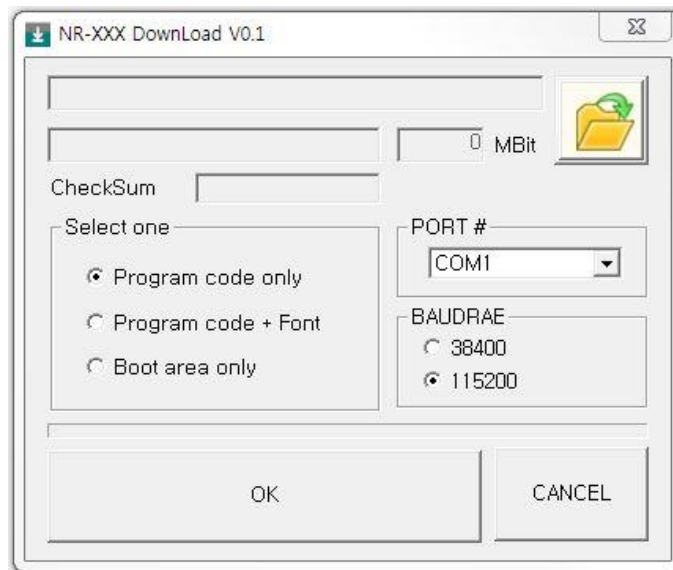 NR-XXX DownLoad V0.1
0 MBit
CheckSum
Select one
Program code only
Program code + Font
Boot area only
PORT #
COM1
BAUDRAE
38400
115200
OK
CANCEL